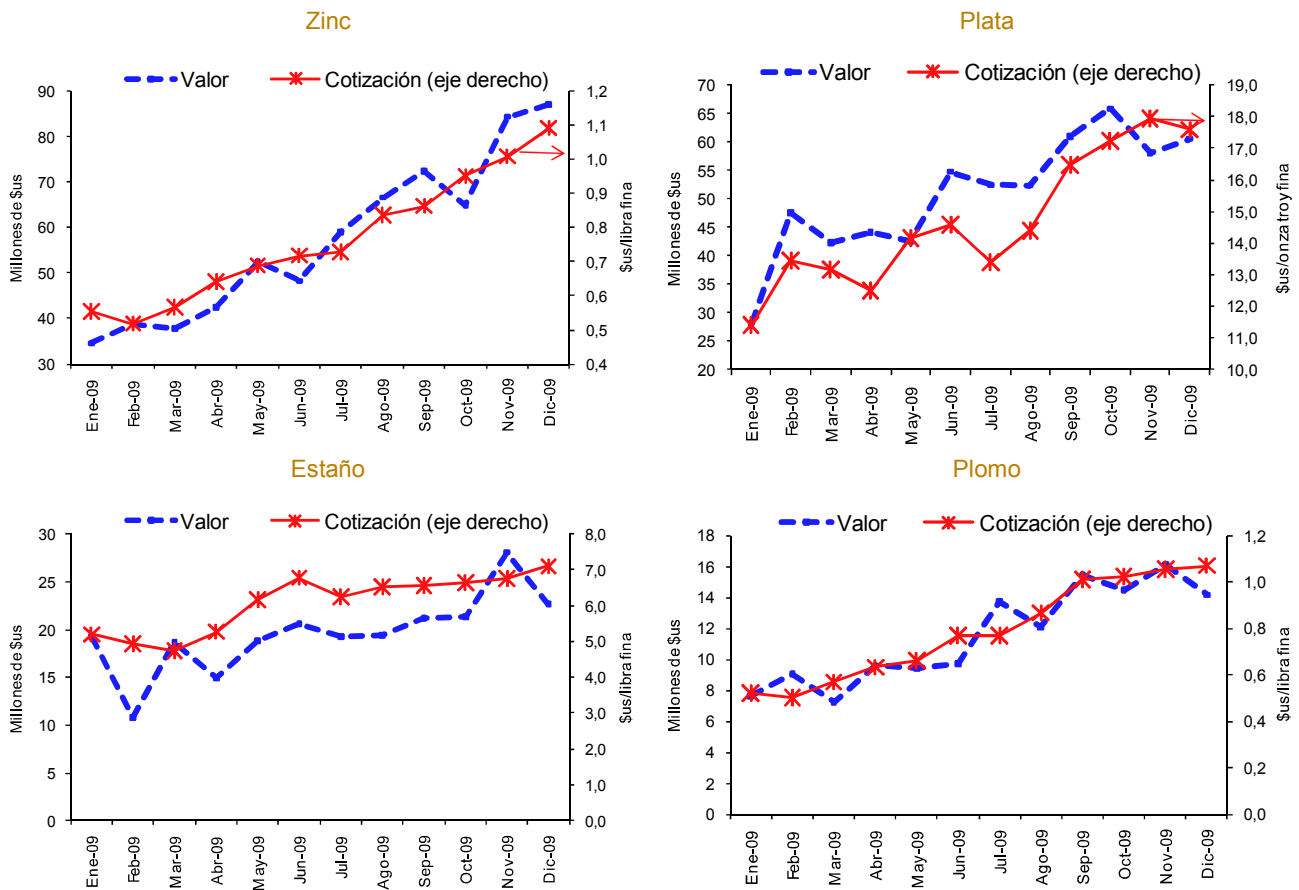 Zinc
Valor
Cotización (eje derecho)
Millones de $us
90
80
70
60
50
40
30
1,2
1,1
1,0
0,9
0,8
0,7
0,6
0,5
0,4
$us/libra fina
Ene-09
Feb-09
Mar-09
Abr-09
May-09
Jun-09
Jul-09
Ago-09
Sep-09
Oct-09
Nov-09
Dic-09
Plata
Valor
Cotización (eje derecho)
Millones de $us
70
65
60
55
50
45
40
35
30
25
20
19,0
18,0
17,0
16,0
15,0
14,0
13,0
12,0
11,0
10,0
$us/onza troy fina
Ene-09
Feb-09
Mar-09
Abr-09
May-09
Jun-09
Jul-09
Ago-09
Sep-09
Oct-09
Nov-09
Dic-09
Estaño
Valor
Cotización (eje derecho)
Millones de $us
30
25
20
15
10
5
0
8,0
7,0
6,0
5,0
4,0
3,0
2,0
1,0
0,0
$us/libra fina
Ene-09
Feb-09
Mar-09
Abr-09
May-09
Jun-09
Jul-09
Ago-09
Sep-09
Oct-09
Nov-09
Dic-09
Plomo
Valor
Cotización (eje derecho)
Millones de $us
18
16
14
12
10
8
6
4
2
0
1,2
1,0
0,8
0,6
0,4
0,2
0,0
$us/libra fina
Ene-09
Feb-09
Mar-09
Abr-09
May-09
Jun-09
Jul-09
Ago-09
Sep-09
Oct-09
Nov-09
Dic-09